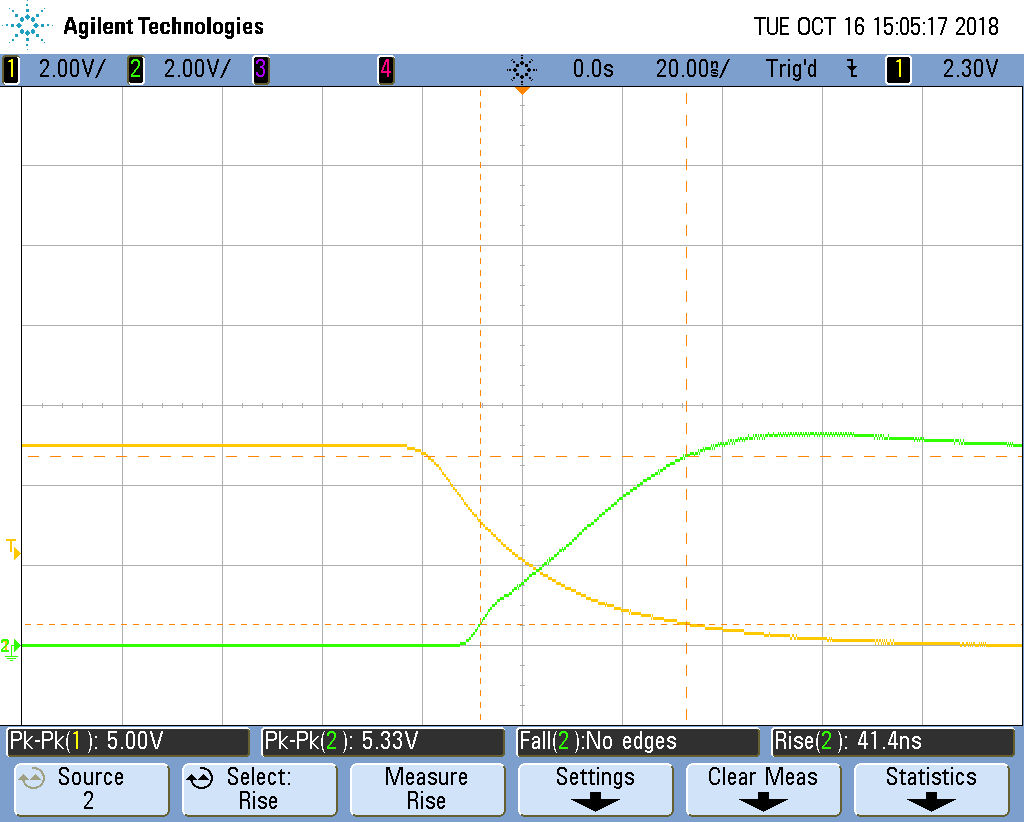 Agilent Technologies
TUE OCT 16 15:05:17 2018
1 2.00V/ 2 2.00V/ 3 4 0.0s 20.00ns/ Trig'd 1 2.30V
T
2
Pk-Pk(1): 5.00V Pk-Pk(2): 5.33V Fall(2):No edges Rise(2): 41.4ns
Source Select: Measure Settings Clear Meas Statistics
2 Rise Rise